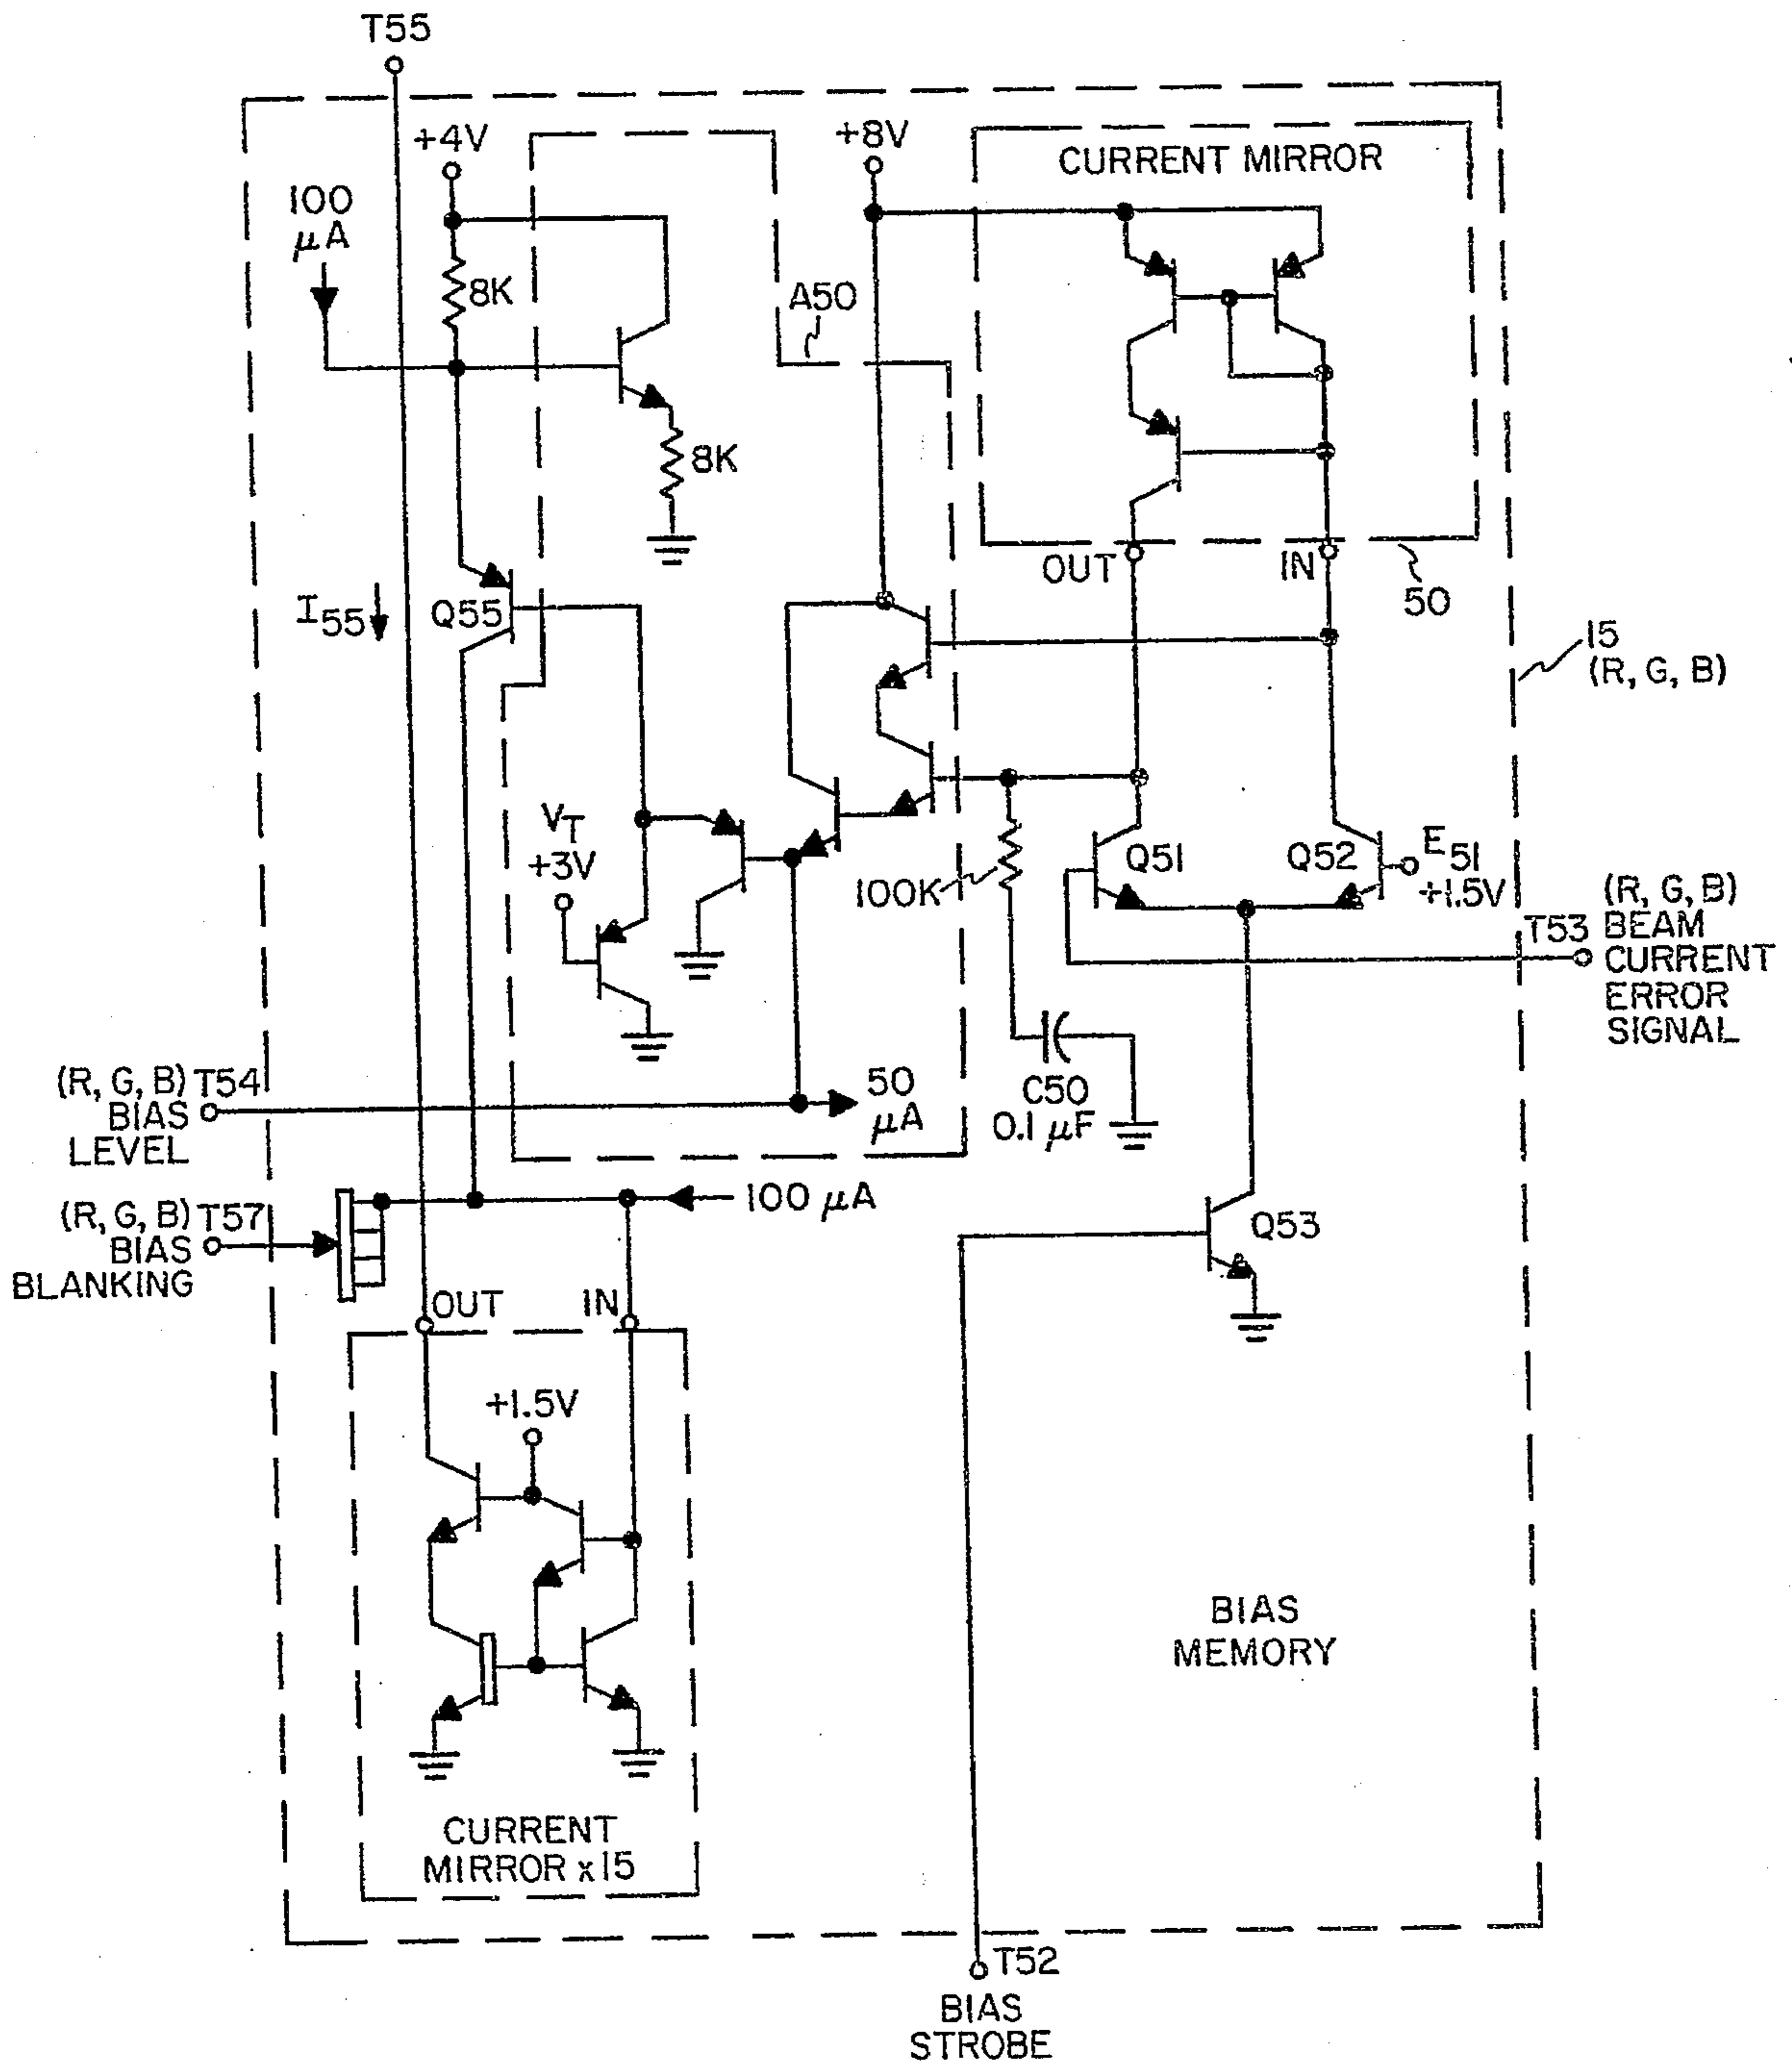 T55
+4V
+8V
CURRENT MIRROR
100
μA
8K
A50
8K
OUT
IN
50
I55
Q55
15
(R, G, B)
VT
+3V
100K
Q51
Q52
E51
+1.5V
(R, G, B)
T53 BEAM
CURRENT
ERROR
SIGNAL
C50
0.1 μF
(R, G, B) T54
BIAS
LEVEL
50
μA
(R, G, B) T57
BIAS
BLANKING
100 μA
Q53
OUT
IN
+1.5V
BIAS
MEMORY
CURRENT
MIRROR x15
T52
BIAS
STROBE